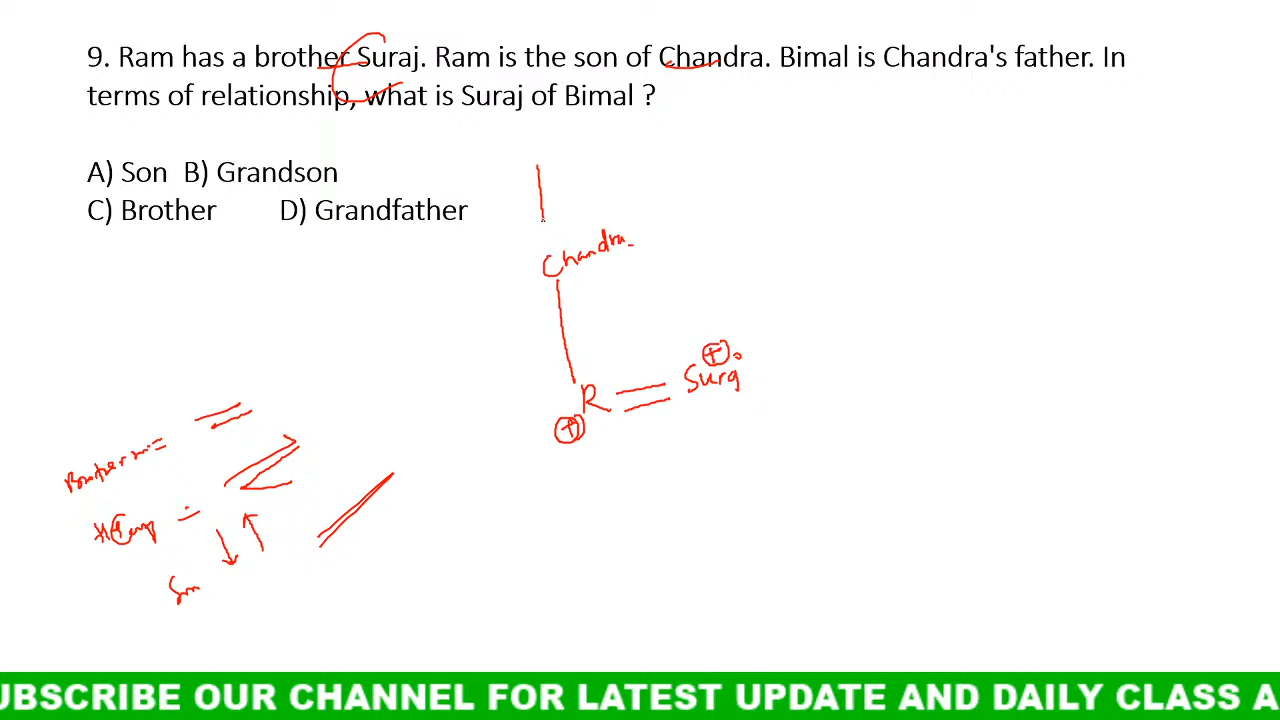 9. Ram has a brother Suraj. Ram is the son of Chandra. Bimal is Chandra's father. In
terms of relationship, what is Suraj of Bimal ?
A) Son B) Grandson
C) Brother D) Grandfather
Chandra
+
Suraj
R
+
Brother
UBSCRIBE OUR CHANNEL FOR LATEST UPDATE AND DAILY CLASS A